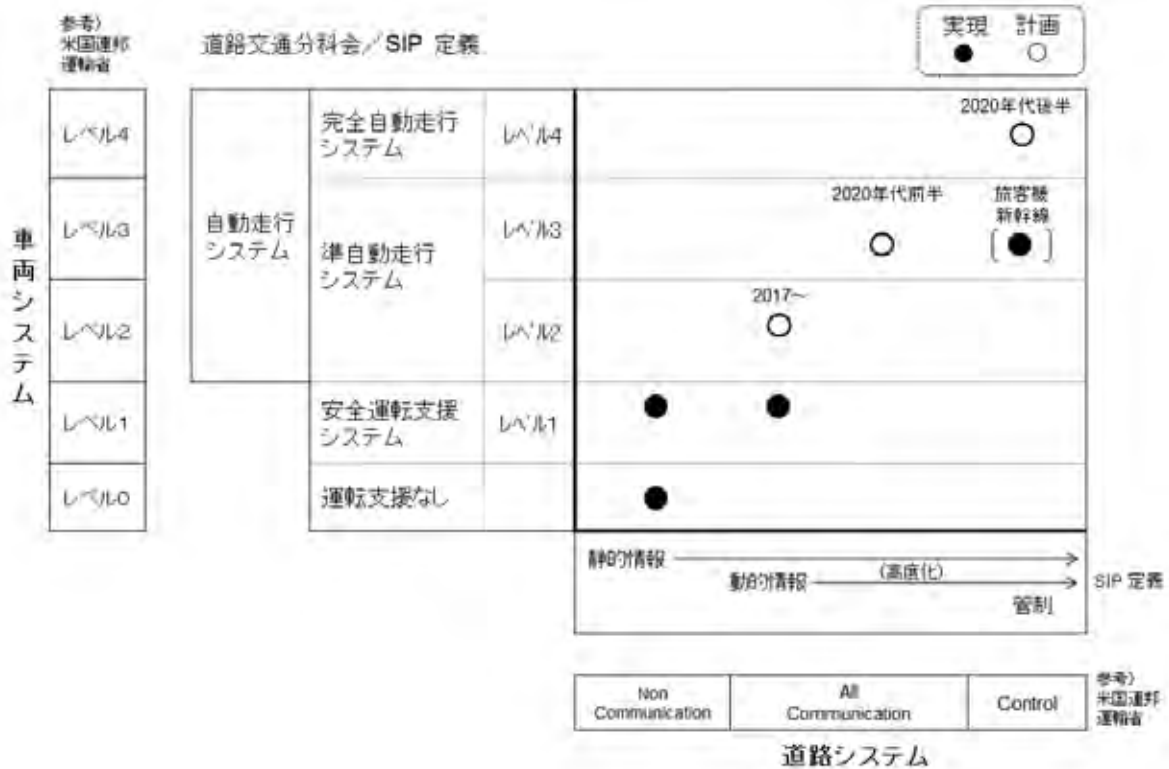 参考)
米国連邦
運輸省
道路交通分科会/SIP 定義
実現 計画
車両システム
レベル4
レベル3
レベル2
レベル1
レベル0
自動走行
システム
完全自動走行
システム
レベル4
準自動走行
システム
レベル3
レベル2
安全運転支援
システム
レベル1
運転支援なし
2020年代後半
2020年代前半
旅客機
新幹線
2017～
静的情報
(高度化)
動的情報
管制
SIP 定義
Non
Communication
All
Communication
Control
参考)
米国連邦
運輸省
道路システム